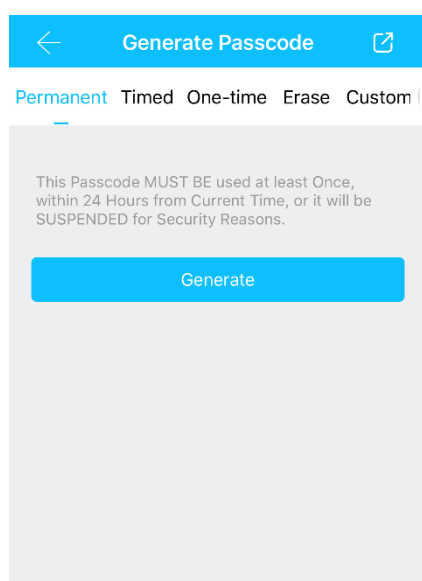 Generate Passcode
Permanent Timed One-time Erase Custom
This Passcode MUST BE used at least Once,
within 24 Hours from Current Time, or it will be
SUSPENDED for Security Reasons.
Generate